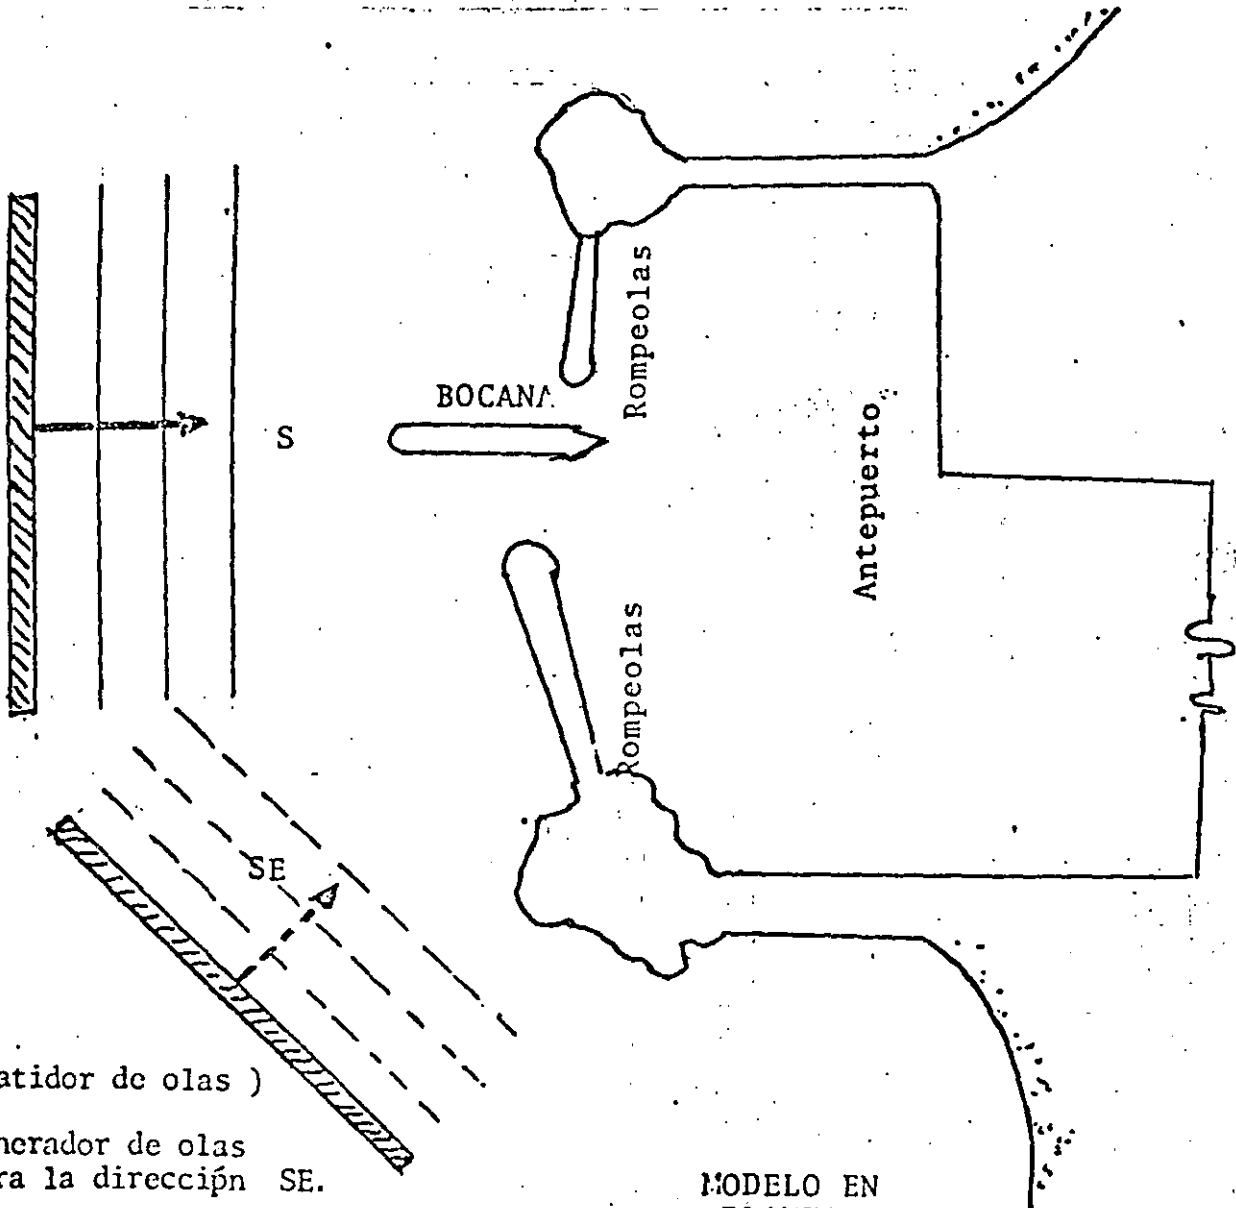 Rompeolas
BOCANA
S
Antepuerto
Rompeolas
SE
atidor de olas )
nerador de olas
ra la direccipn SE.
MODELO EN